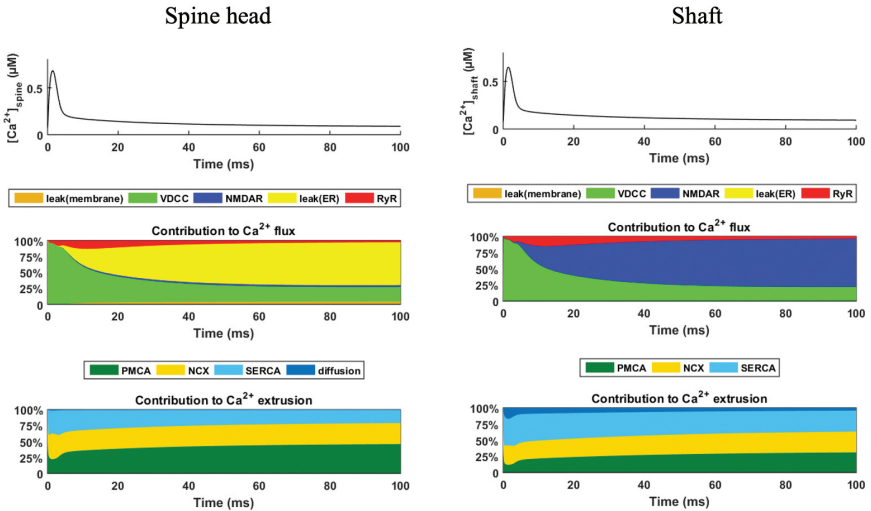 Spine head
Shaft
[Ca2+]spine (µM)
0.5
0
0 20 40 60 80 100
Time (ms)
[Ca2+]shaft (µM)
0.5
0
0 20 40 60 80 100
Time (ms)
leak(membrane) VDCC NMDAR leak(ER) RyR
leak(membrane) VDCC NMDAR leak(ER) RyR
Contribution to Ca2+ flux
100%
75%
50%
25%
0
0 20 40 60 80 100
Time (ms)
Contribution to Ca2+ flux
100%
75%
50%
25%
0
0 20 40 60 80 100
Time (ms)
PMCA NCX SERCA diffusion
PMCA NCX SERCA
Contribution to Ca2+ extrusion
100%
75%
50%
25%
0
0 20 40 60 80 100
Time (ms)
Contribution to Ca2+ extrusion
100%
75%
50%
25%
0
0 20 40 60 80 100
Time (ms)